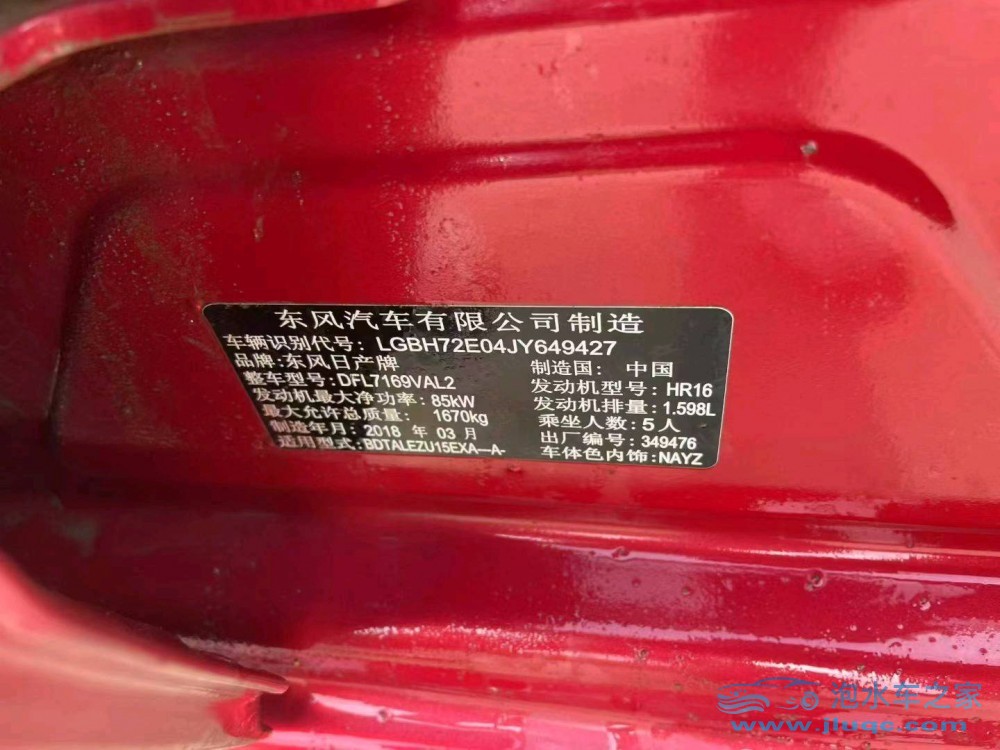 东风汽车有限公司制造
车辆识别代号: LGBH72E04JY649427
品牌:东风日产牌 制造国: 中国
整车型号:DFL7169VAL2 发动机型号: HR16
发动机最大净功率: 85kW 发动机排量: 1.598L
最大允许总质量: 1670kg 乘坐人数: 5人
制造年月: 2018 年 03 月 出厂编号: 349476
适用型式:BDTALEZU15EXA—A- 车体色内饰:NAYZ
泡水车之家
www.jluqc.com